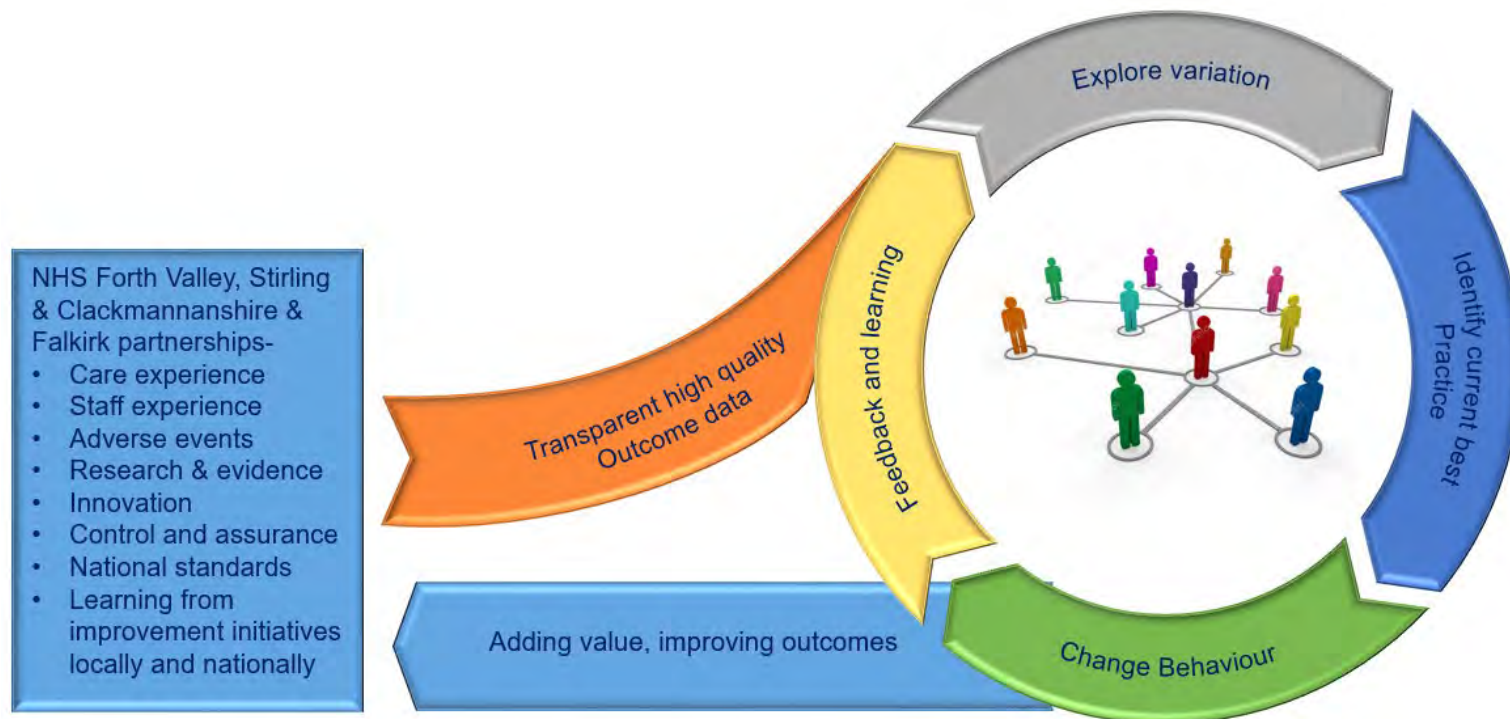 NHS Forth Valley, Stirling
& Clackmannanshire &
Falkirk partnerships-
• Care experience
• Staff experience
• Adverse events
• Research & evidence
• Innovation
• Control and assurance
• National standards
• Learning from
improvement initiatives
locally and nationally
Transparent high quality
Outcome data
Adding value, improving outcomes
Feedback and learning
Explore variation
Identify current best
Practice
Change Behaviour